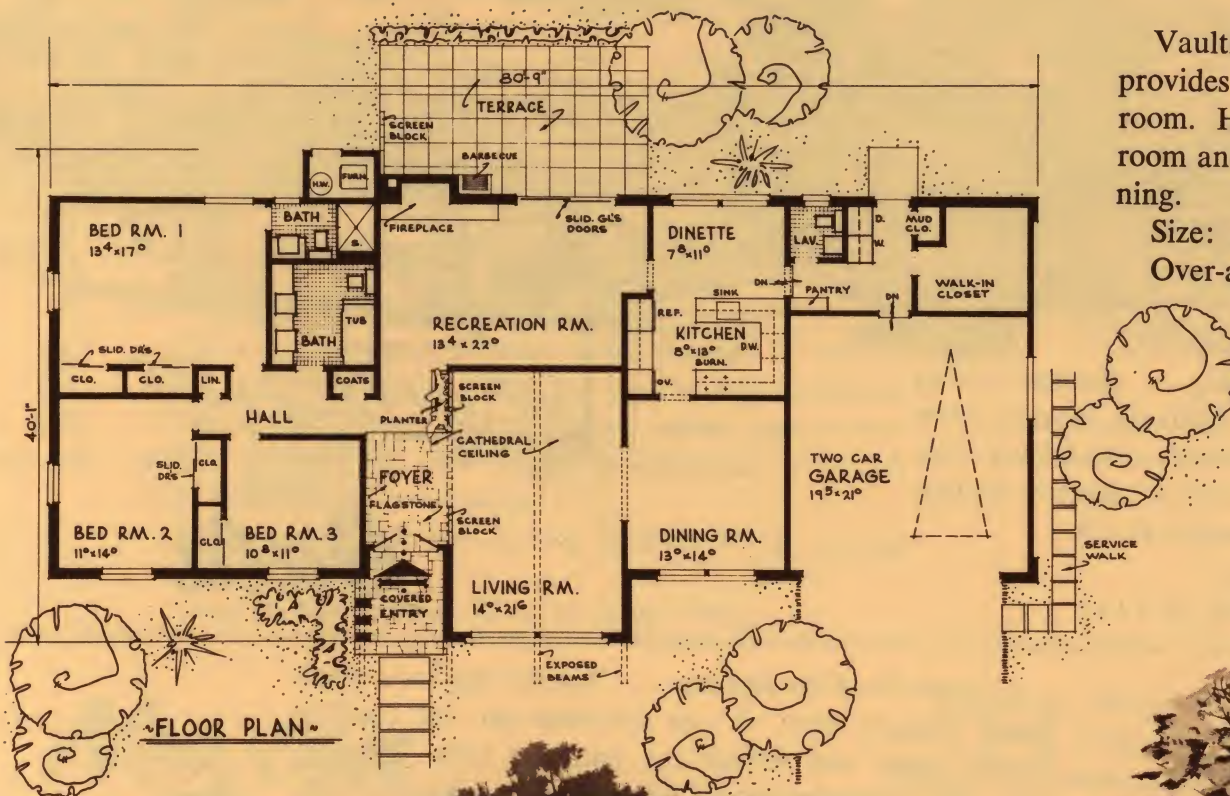 80'-9"
TERRACE
SCREEN
BLOCK
BARBECUE
H.W.
FURN.
BATH
S.
FIREPLACE
SLID. GL'S
DOORS
BED RM. 1
13⁴x17⁰
DINETTE
7⁸x11⁰
LAV.
D.
W.
MUD
CLO.
WALK-IN
CLOSET
DN
PANTRY
DN
SINK
REF.
KITCHEN
8⁰x13⁰
D.W.
BURN.
OV.
RECREATION RM.
13⁴x22⁰
TUB
BATH
SLID. DR'S
CLO.
CLO.
LIN.
COATS
HALL
PLANTER
SCREEN
BLOCK
CATHEDRAL
CEILING
40'-1"
SLID.
DR'S
CLO.
CLO.
FOYER
FLAGSTONE
SCREEN
BLOCK
TWO CAR
GARAGE
19⁵x21⁰
BED RM. 2
11⁰x14⁰
BED RM. 3
10⁸x11⁰
DINING RM.
13⁰x14⁰
LIVING RM.
14⁰x21⁶
COVERED
ENTRY
SERVICE
WALK
EXPOSED
BEAMS
~FLOOR PLAN~
Vault
provides
room. H
room an
ning.
Size:
Over-a